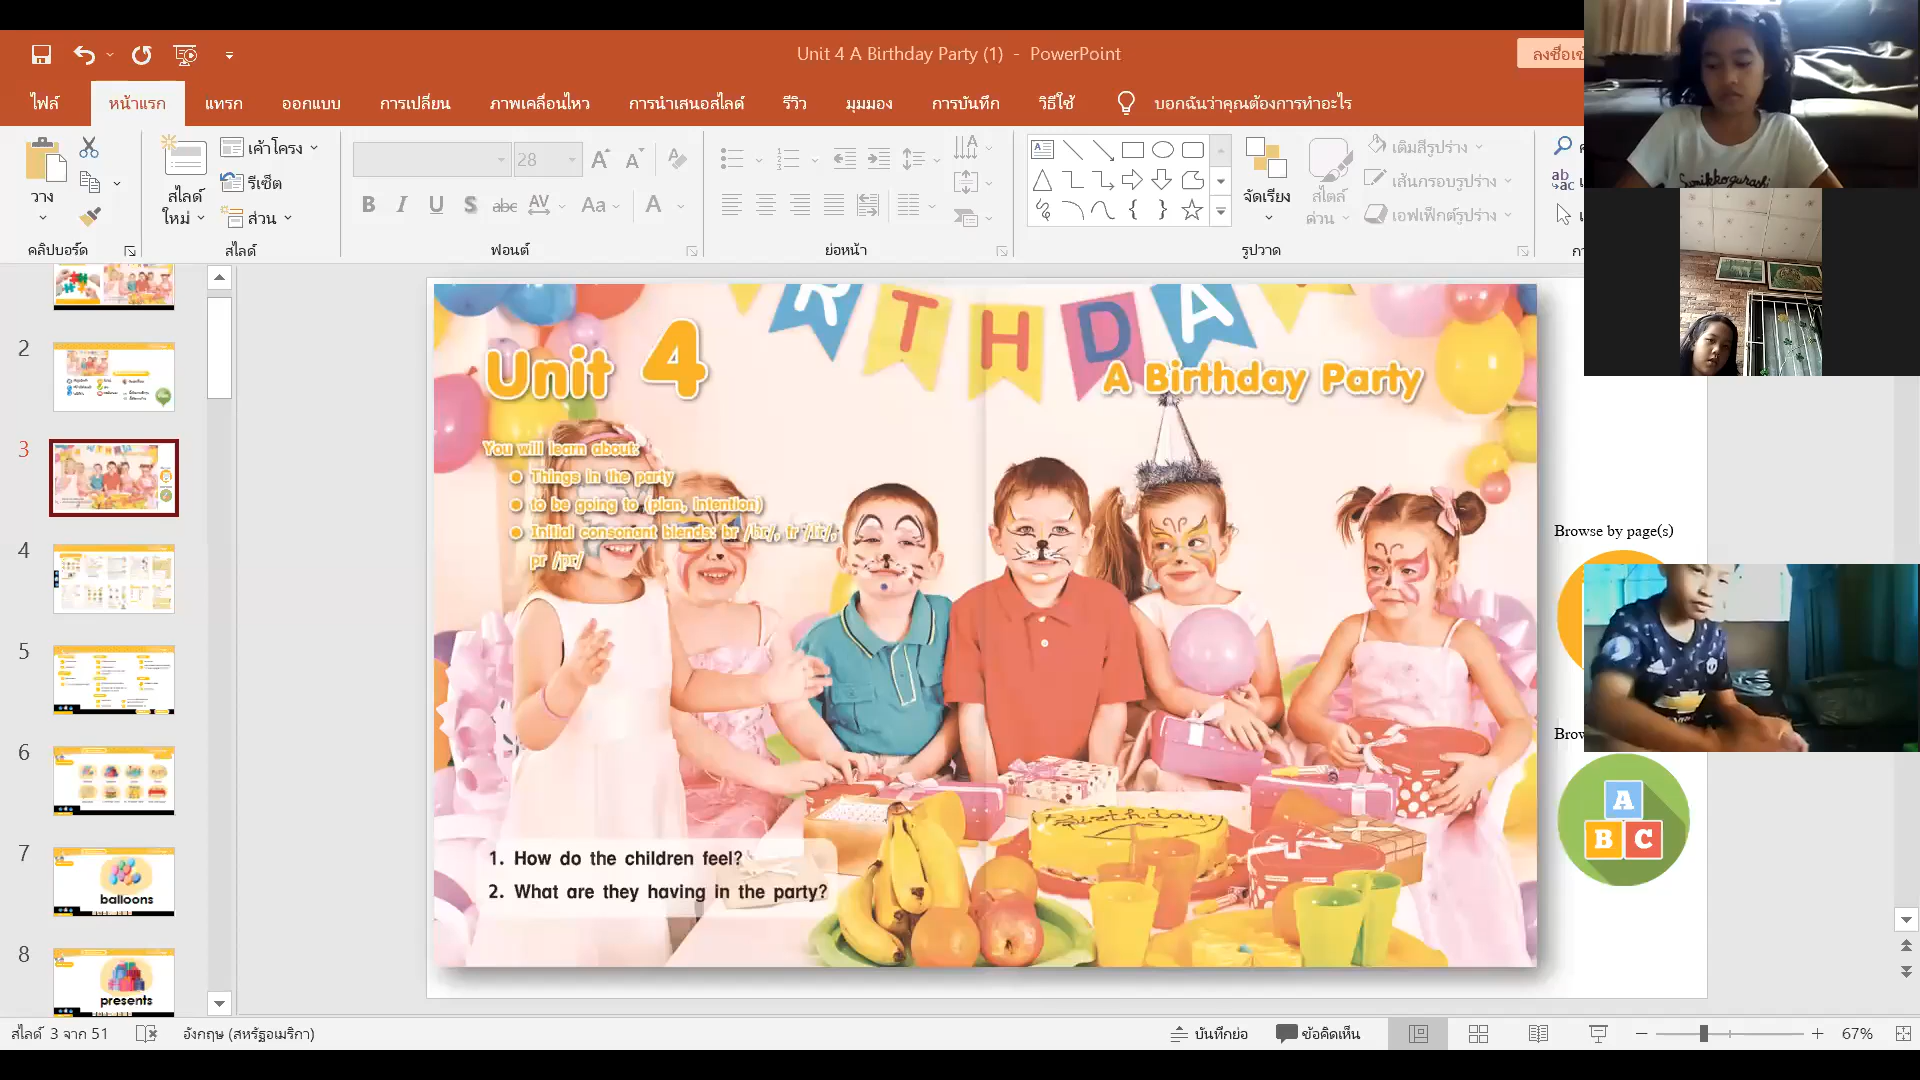 Unit 4 A Birthday Party (1) - PowerPoint
ไฟล์ หน้าแรก แทรก ออกแบบ การเปลี่ยน ภาพเคลื่อนไหว การนำเสนอสไลด์ รีวิว มุมมอง การบันทึก วิธีใช้ บอกฉันว่าคุณต้องการทำอะไร
วาง
สไลด์
ใหม่
เค้าโครง
รีเซ็ต
ส่วน
28
B I U S abc AV Aa A
จัดเรียง
สไตล์
ด่วน
เติมสีรูปร่าง
เส้นกรอบรูปร่าง
เอฟเฟ็กต์รูปร่าง
คลิปบอร์ด สไลด์ ฟอนต์ ย่อหน้า รูปวาด
2
3
4
5
6
7
balloons
8
presents
R T H D A
Unit 4
A Birthday Party
You will learn about:
Things in the party
to be going to (plan, intention)
Initial consonant blends: br /br/, fr /fr/,
pr /pr/
Birthday
1. How do the children feel?
2. What are they having in the party?
Browse by page(s)
A
B C
สไลด์ 3 จาก 51 อังกฤษ (สหรัฐอเมริกา) บันทึกย่อ ข้อคิดเห็น 67%